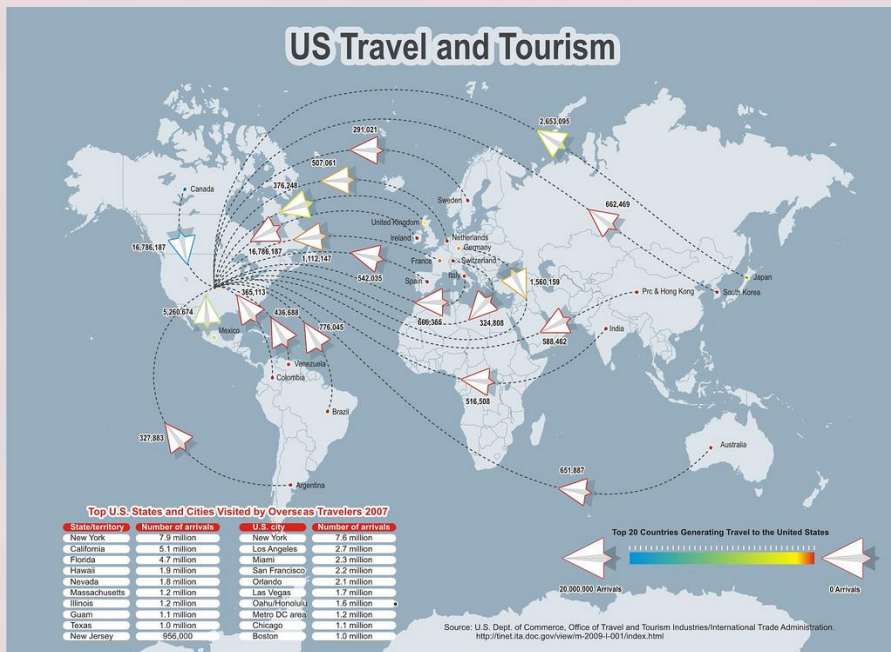 US Travel and Tourism
2,653,095
291,021
507,061
376,248
662,469
Canada
Sweden
United Kingdom
Ireland
Netherlands
Germany
France
Switzerland
Italy
Spain
16,786,187
16,786,187
1,112,147
542,035
1,560,159
Japan
South Korea
Prc & Hong Kong
India
365,113
5,260,674
436,688
776,045
324,808
588,462
Mexico
Venezuela
Colombia
Brazil
516,508
327,883
Argentina
651,887
Australia
Top U.S. States and Cities Visited by Overseas Travelers 2007
State/territory Number of arrivals U.S. city Number of arrivals
New York 7.9 million New York 7.6 million
California 5.1 million Los Angeles 2.7 million
Florida 4.7 million Miami 2.3 million
Hawaii 1.9 million San Francisco 2.2 million
Nevada 1.8 million Orlando 2.1 million
Massachusetts 1.2 million Las Vegas 1.7 million
Illinois 1.2 million Oahu/Honolulu 1.6 million
Guam 1.1 million Metro DC area 1.2 million
Texas 1.0 million Chicago 1.1 million
New Jersey 956,000 Boston 1.0 million
Top 20 Countries Generating Travel to the United States
20,000,000 Arrivals
0 Arrivals
Source: U.S. Dept. of Commerce, Office of Travel and Tourism Industries/International Trade Administration.
http://tinet.ita.doc.gov/view/m-2009-I-001/index.html